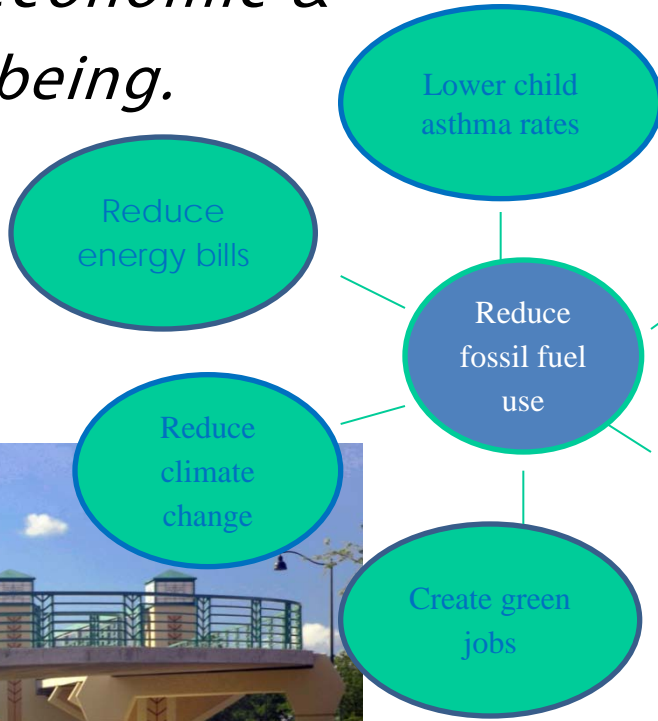 being.
Lower child
asthma rates
Reduce
energy bills
Reduce
fossil fuel
use
Reduce
climate
change
Create green
jobs